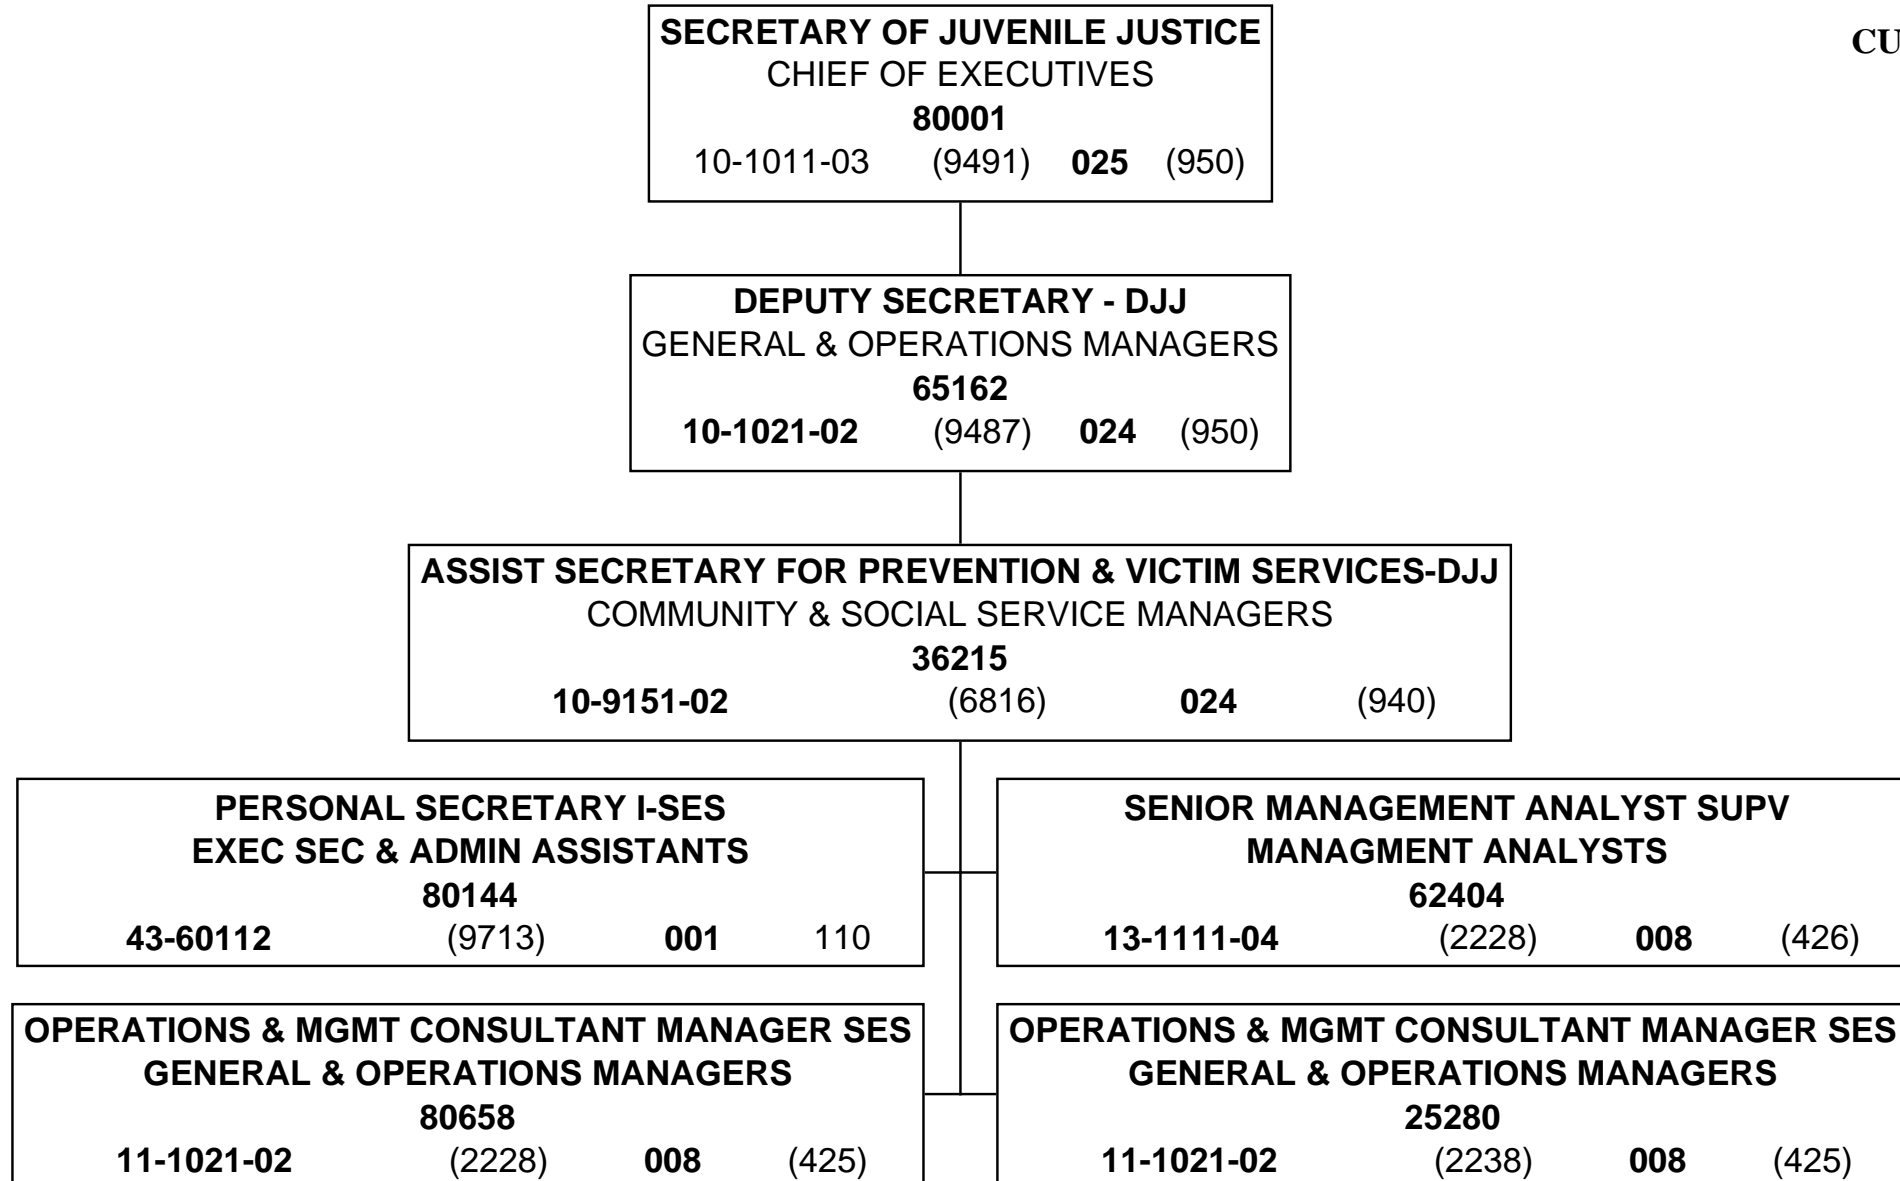 SECRETARY OF JUVENILE JUSTICE
CHIEF OF EXECUTIVES
80001
10-1011-03 (9491) 025 (950)
CU
DEPUTY SECRETARY - DJJ
GENERAL & OPERATIONS MANAGERS
65162
10-1021-02 (9487) 024 (950)
ASSIST SECRETARY FOR PREVENTION & VICTIM SERVICES-DJJ
COMMUNITY & SOCIAL SERVICE MANAGERS
36215
10-9151-02 (6816) 024 (940)
PERSONAL SECRETARY I-SES
EXEC SEC & ADMIN ASSISTANTS
80144
43-60112 (9713) 001 110
SENIOR MANAGEMENT ANALYST SUPV
MANAGMENT ANALYSTS
62404
13-1111-04 (2228) 008 (426)
OPERATIONS & MGMT CONSULTANT MANAGER SES
GENERAL & OPERATIONS MANAGERS
80658
11-1021-02 (2228) 008 (425)
OPERATIONS & MGMT CONSULTANT MANAGER SES
GENERAL & OPERATIONS MANAGERS
25280
11-1021-02 (2238) 008 (425)